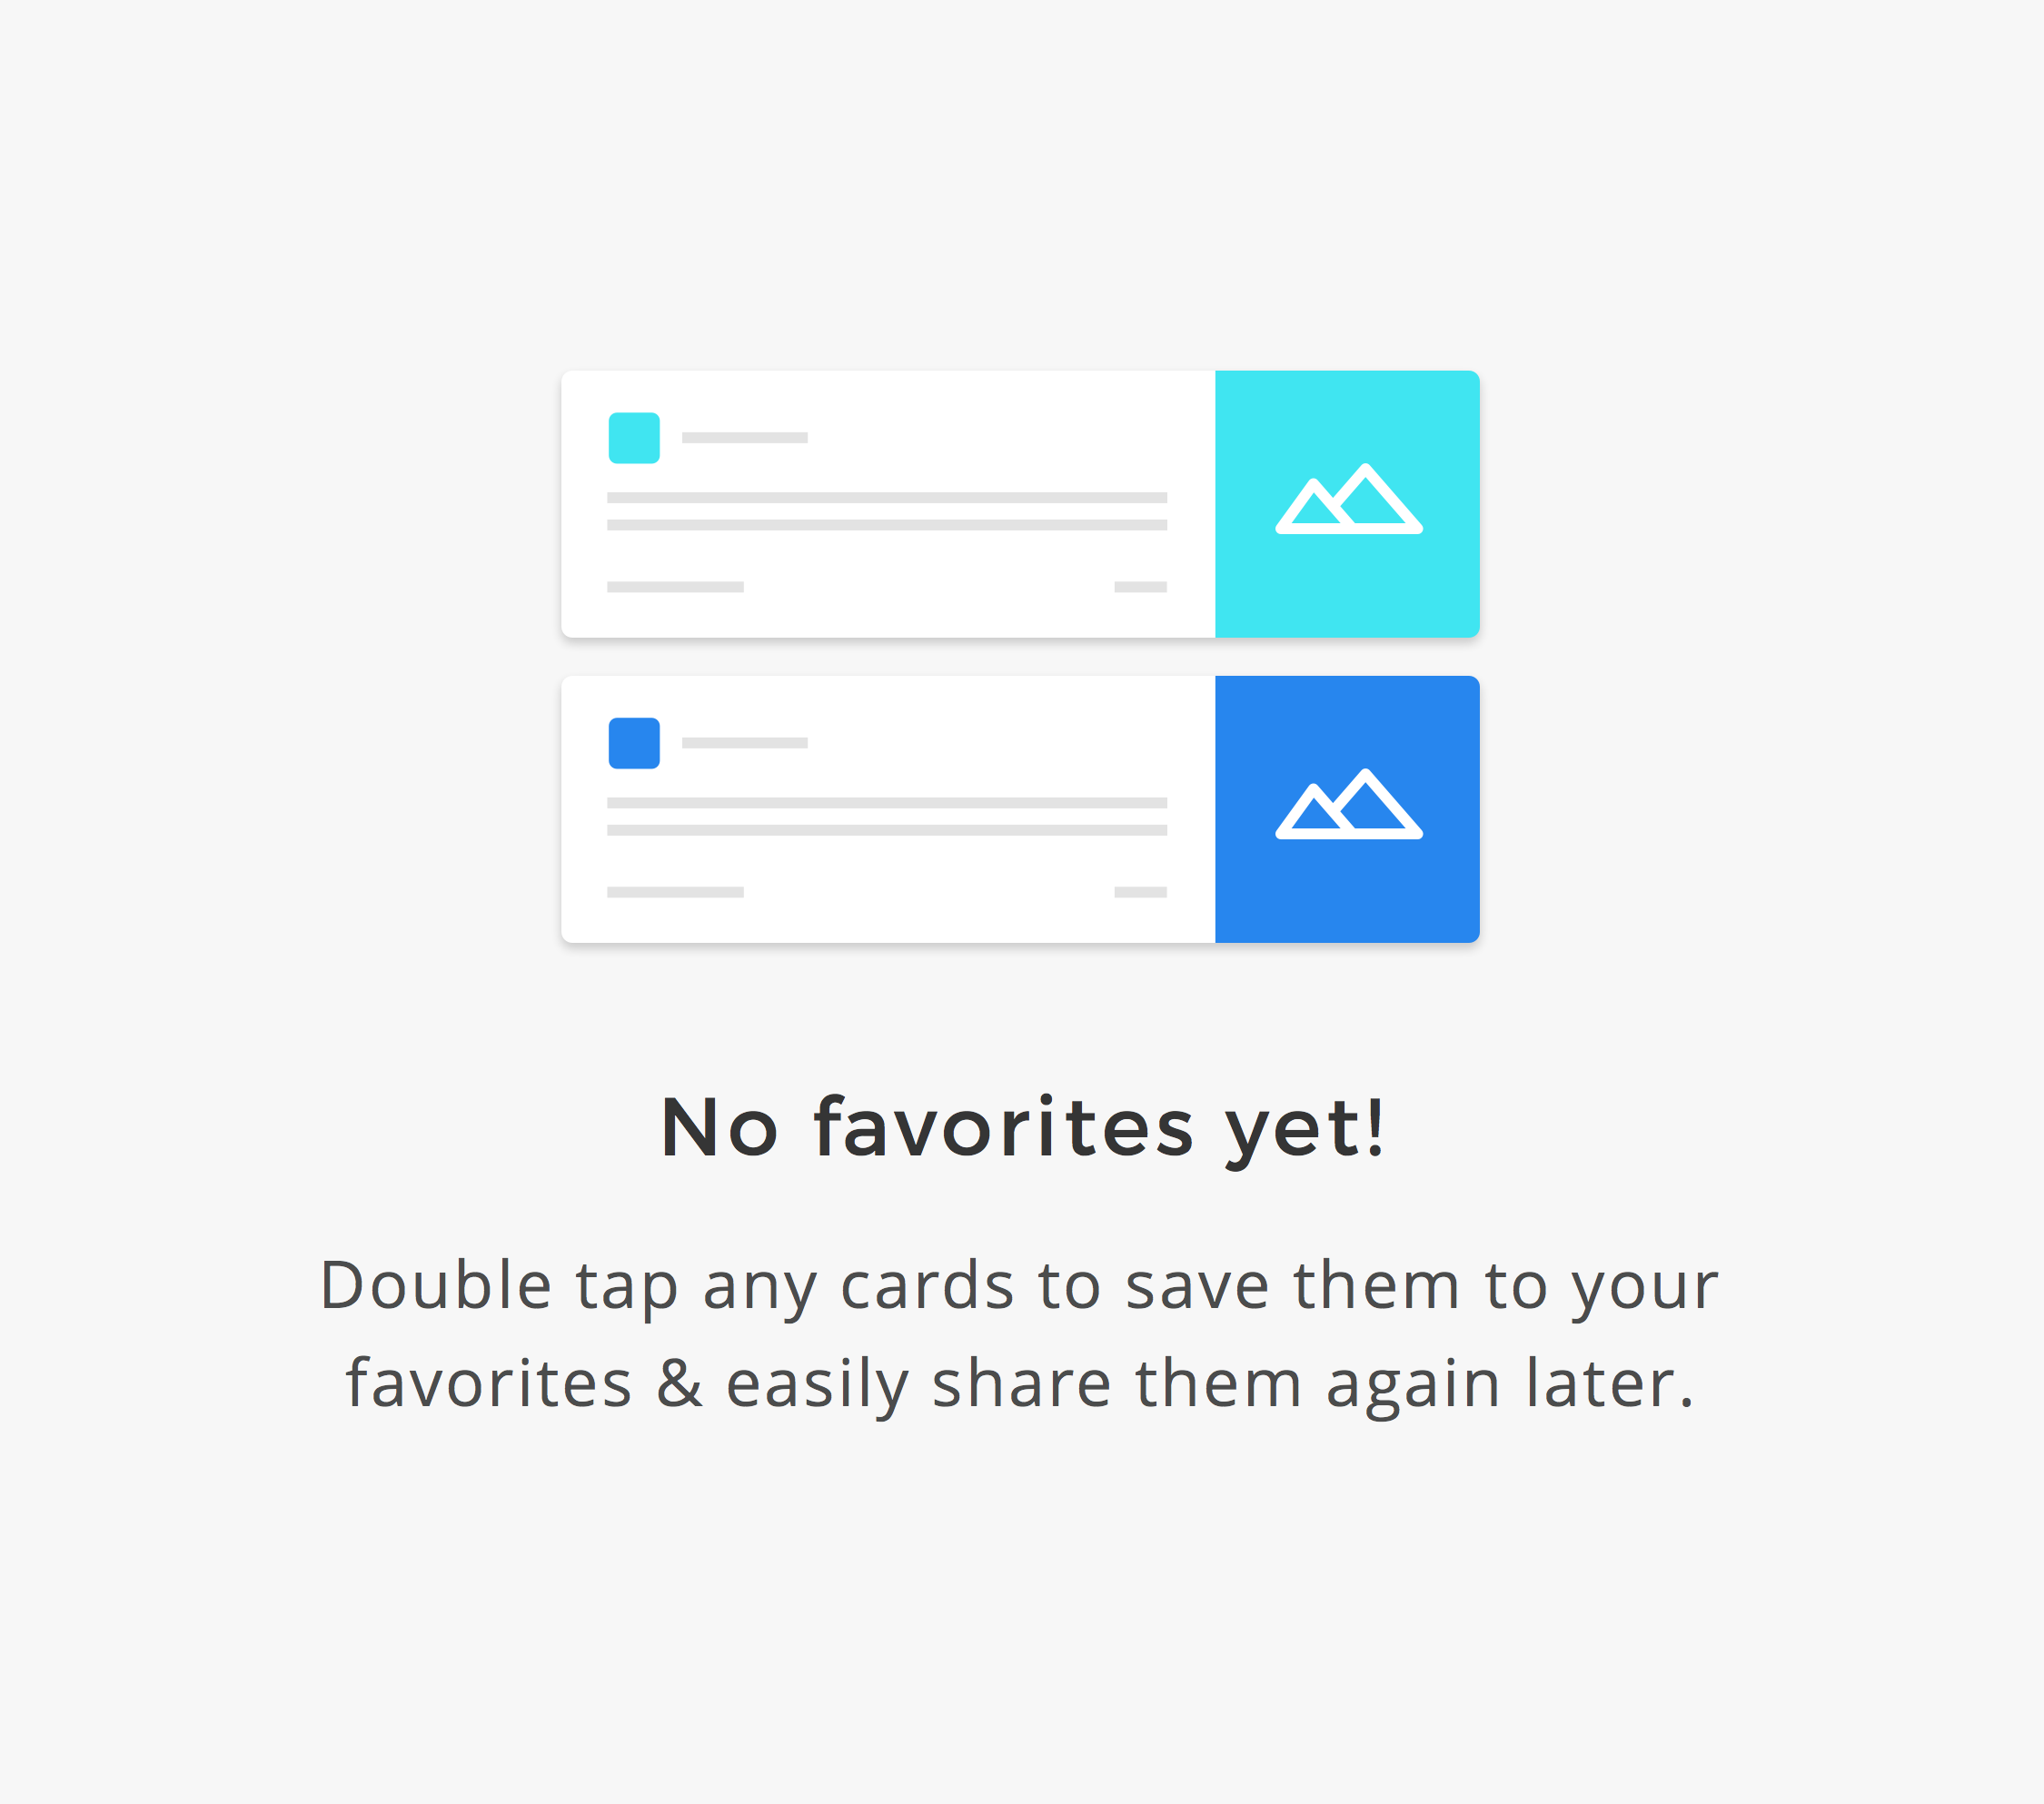 No favorites yet!
Double tap any cards to save them to your
favorites & easily share them again later.